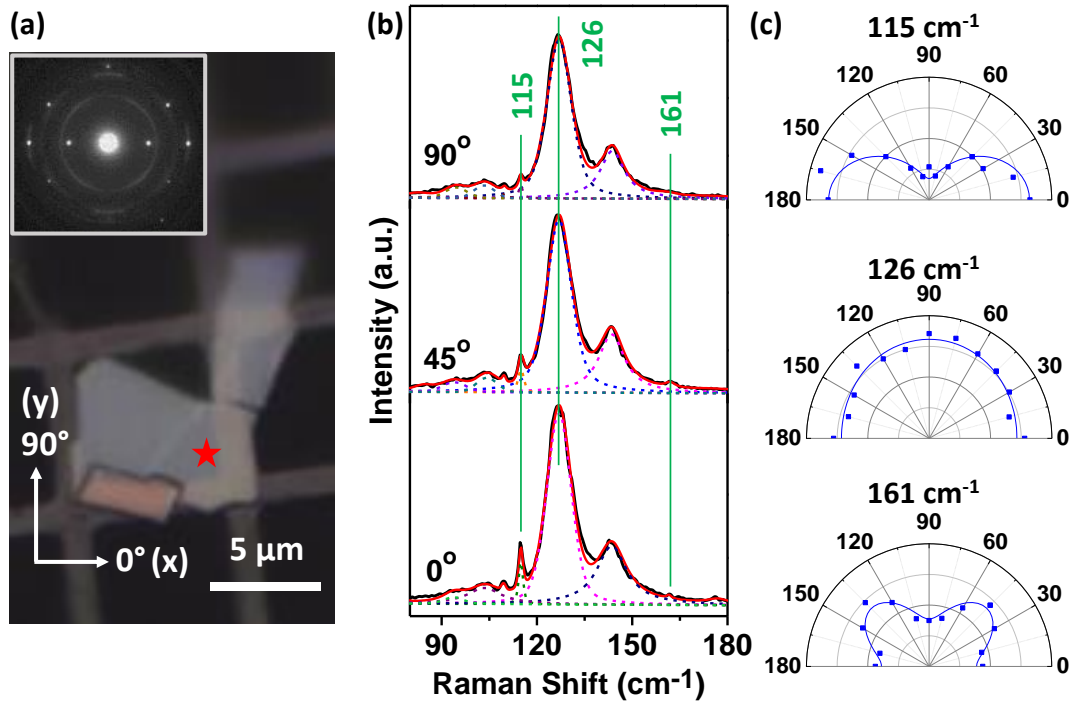 (a)
(y)
90°
0° (x)
5 µm
(b)
Intensity (a.u.)
115
126
161
90°
45°
0°
90 120 150 180
Raman Shift (cm⁻¹)
(c)
115 cm⁻¹
90
120 60
150 30
180 0
126 cm⁻¹
90
120 60
150 30
180 0
161 cm⁻¹
90
120 60
150 30
180 0